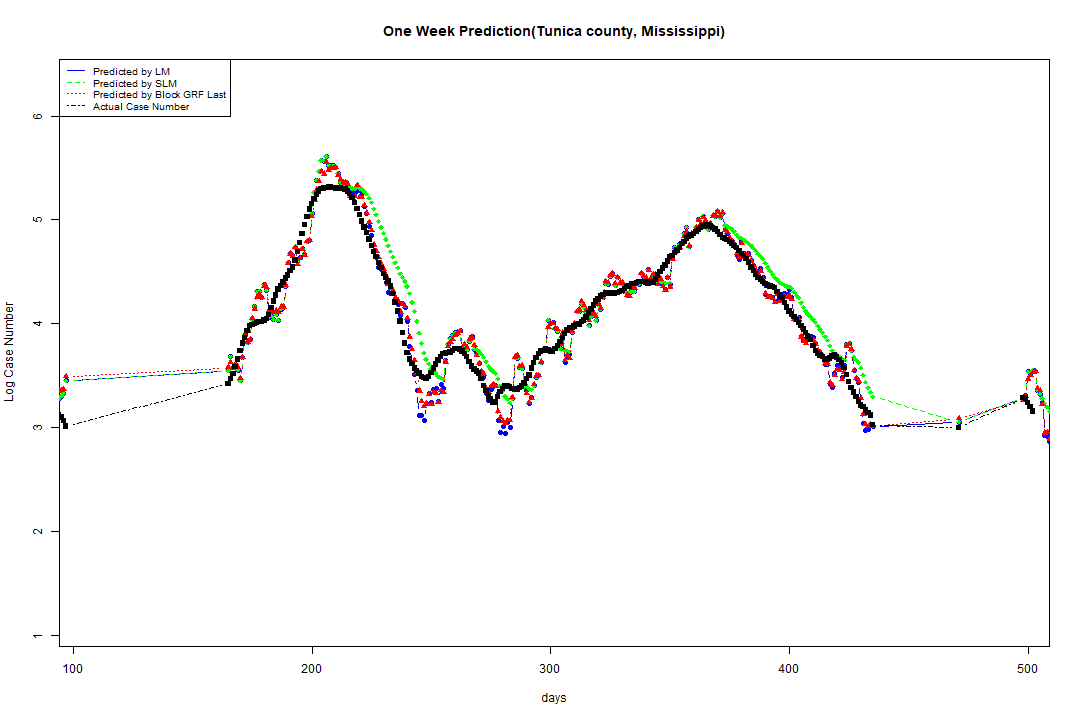 One Week Prediction(Tunica county, Mississippi)
Predicted by LM
Predicted by SLM
Predicted by Block GRF Last
Actual Case Number
6
5
4
3
2
1
Log Case Number
100 200 300 400 500
days